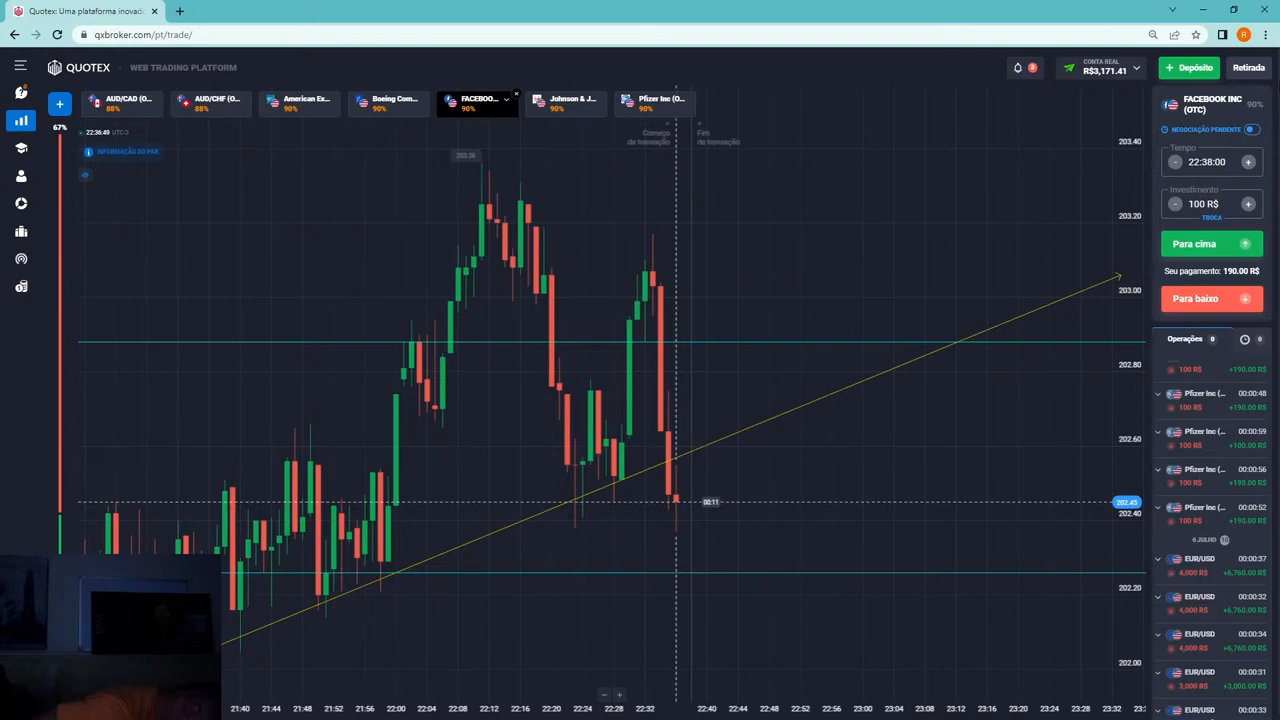 Quotex: Uma plataforma inovad
qxbroker.com/pt/trade/
R
QUOTEX
WEB TRADING PLATFORM
3
CONTA REAL
R$3,171.41
Depósito
Retirada
AUD/CAD (O...
88%
AUD/CHF (O...
88%
American Ex...
90%
Boeing Com...
90%
FACEBOO...
90%
Johnson & J...
90%
Pfizer Inc (O...
90%
67%
22:36:49 UTC-3
INFORMAÇÃO DO PAR
Começo
da transacção
Fim
da transacção
203.38
203.40
203.20
203.00
202.80
202.60
202.45
202.40
202.20
202.00
00:11
21:40 21:44 21:48 21:52 21:56 22:00 22:04 22:08 22:12 22:16 22:20 22:24 22:28 22:32 22:40 22:44 22:48 22:52 22:56 23:00 23:04 23:08 23:12 23:16 23:20 23:24 23:28 23:32
FACEBOOK INC
(OTC)
90%
NEGOCIAÇÃO PENDENTE
Tempo
- 22:38:00 +
Investimento
- 100 R$ +
TROCA
Para cima
Seu pagamento: 190.00 R$
Para baixo
Operações 0
0
100 R$ +190.00 R$
Pfizer Inc (... 00:00:48
100 R$ +190.00 R$
Pfizer Inc (... 00:00:59
100 R$ +100.00 R$
Pfizer Inc (... 00:00:56
100 R$ +190.00 R$
Pfizer Inc (... 00:00:52
100 R$ +190.00 R$
6 JULHO 10
EUR/USD 00:00:37
4,000 R$ +6,760.00 R$
EUR/USD 00:00:32
4,000 R$ +6,760.00 R$
EUR/USD 00:00:34
4,000 R$ +6,760.00 R$
EUR/USD 00:00:31
3,000 R$ +3,000.00 R$
EUR/USD 00:00:33